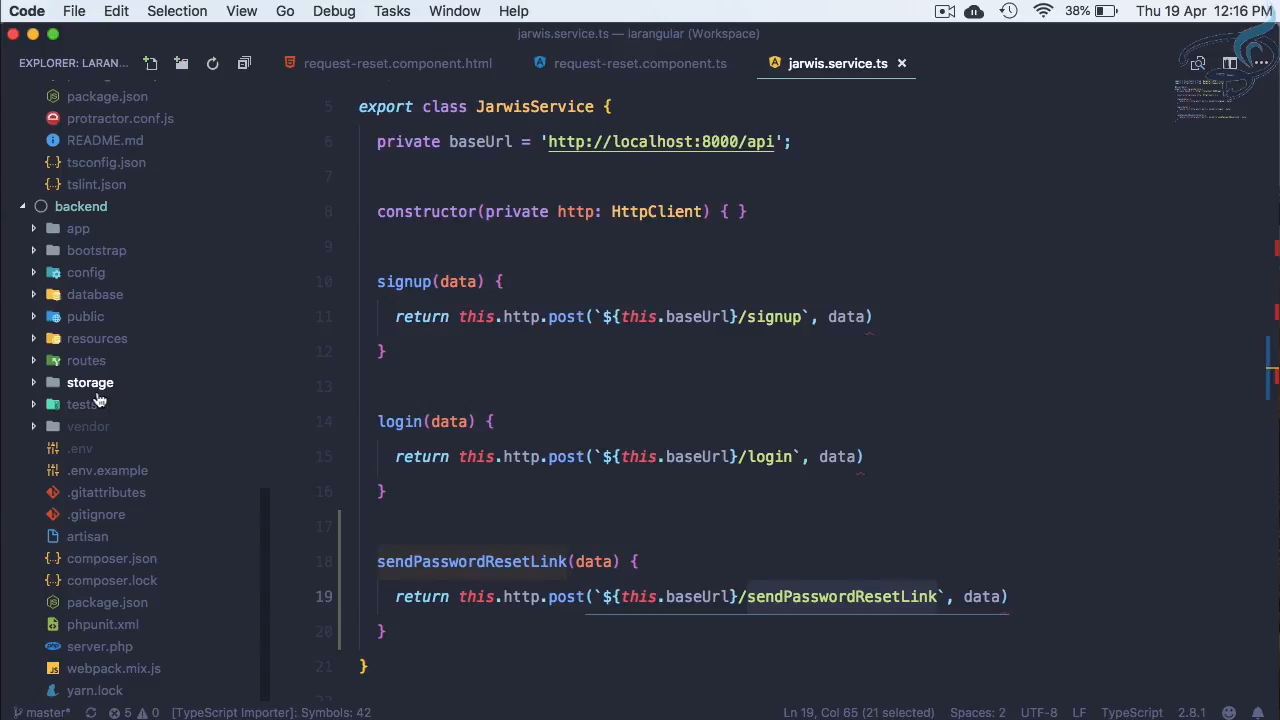 Code File Edit Selection View Go Debug Tasks Window Help 38% Thu 19 Apr 12:16 PM
jarwis.service.ts — larangular (Workspace)
EXPLORER: LARAN... request-reset.component.html request-reset.component.ts jarwis.service.ts
package.json
protractor.conf.js
README.md
tsconfig.json
tslint.json
backend
app
bootstrap
config
database
public
resources
routes
storage
tests
vendor
.env
.env.example
.gitattributes
.gitignore
artisan
composer.json
composer.lock
package.json
phpunit.xml
server.php
webpack.mix.js
yarn.lock
5 export class JarwisService {
6 private baseUrl = 'http://localhost:8000/api';
7
8 constructor(private http: HttpClient) { }
9
10 signup(data) {
11 return this.http.post(`${this.baseUrl}/signup`, data)
12 }
13
14 login(data) {
15 return this.http.post(`${this.baseUrl}/login`, data)
16 }
17
18 sendPasswordResetLink(data) {
19 return this.http.post(`${this.baseUrl}/sendPasswordResetLink`, data)
20 }
21 }
master* 5 0 [TypeScript Importer]: Symbols: 42 Ln 19, Col 65 (21 selected) Spaces: 2 UTF-8 LF TypeScript 2.8.1